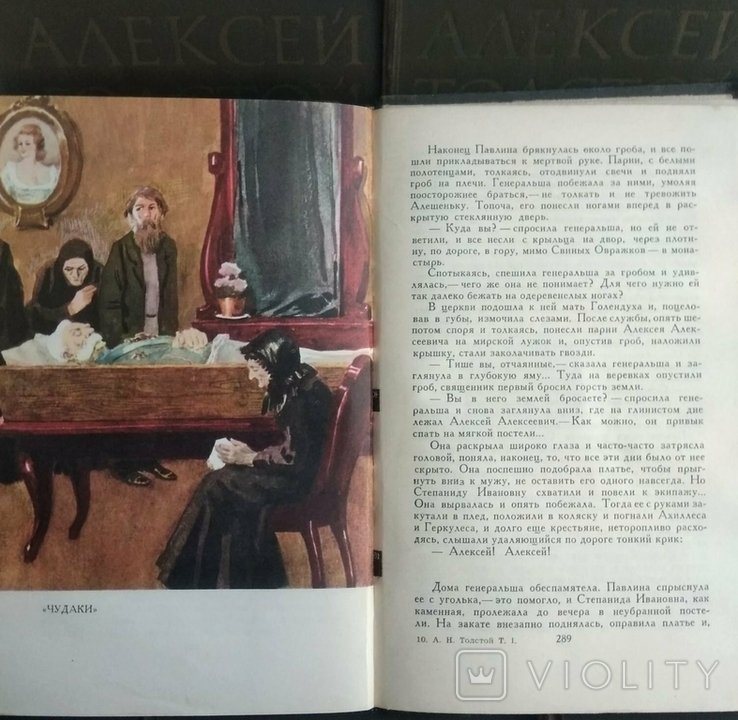 АЛЕКСЕЙ
АЛЕКСЕЙ
ТОЛСТОЙ
«ЧУДАКИ»
Наконец Павлина брякнулась около гроба, и все по-
шли прикладываться к мертвой руке. Парни, с белыми
полотенцами, толкаясь, отодвинули свечи и подняли
гроб на плечи. Генеральша побежала за ними, умоляя
поосторожнее браться,— не толкать и не тревожить
Алешеньку. Топоча, его понесли ногами вперед в рас-
крытую стеклянную дверь.
— Куда вы? — спросила генеральша, но ей не от-
ветили, и все несли с крыльца на двор, через плоти-
ну, по дороге, в гору, мимо Свиных Овражков — в мона-
стырь.
Спотыкаясь, спешила генеральша за гробом и удив-
лялась,— чего же она не понимает? Для чего нужно ей
так далеко бежать на одеревенелых ногах?
В церкви подошла к ней мать Голендуха и, поцело-
вав в губы, измочила слезами. После службы, опять ше-
потом споря и толкаясь, понесли парни Алексея Алек-
сеевича на мирской лужок и, опустив гроб, наложили
крышку, стали заколачивать гвозди.
— Тише вы, отчаянные,— сказала генеральша и за-
глянула в глубокую яму... Туда на веревках опустили
гроб, священник первый бросил горсть земли.
— Вы в него землей бросаете? — спросила гене-
ральша и снова заглянула вниз, где на глинистом дне
лежал Алексей Алексеевич.— Как можно, он привык
спать на мягкой постели...
Она раскрыла широко глаза и часто-часто затрясла
головой, поняла, наконец, то, что все эти дни было от нее
скрыто. Она поспешно подобрала платье, чтобы прыг-
нуть вниз к мужу, не оставить его одного навсегда. Но
Степаниду Ивановну схватили и повели к экипажу...
Она вырвалась и опять побежала. Тогда ее с руками за-
кутали в плед, положили в коляску и погнали Ахиллеса
и Геркулеса, и долго еще крестьяне, неторопливо расхо-
дясь, слышали удаляющийся по дороге тонкий крик:
— Алексей! Алексей!
Дома генеральша обеспамятела. Павлина спрыснула
ее с уголька,— это помогло, и Степанида Ивановна, как
каменная, пролежала до вечера в неубранной посте-
ли. На закате внезапно поднялась, оправила платье и,
10. А. Н. Толстой Т. 1.
289
VIOLITY